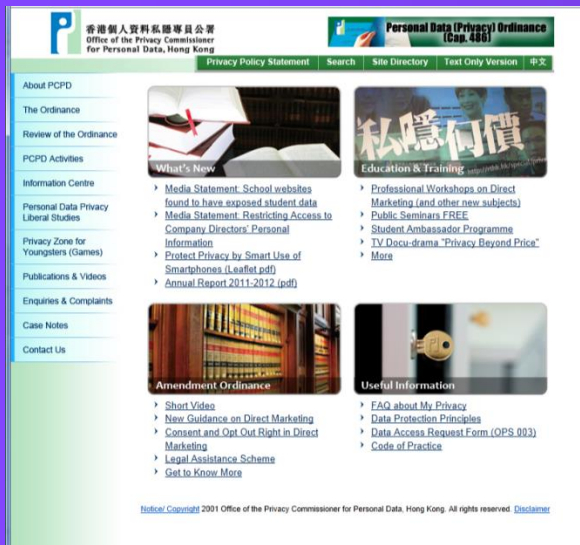 香港個人資料私隱專員公署
Office of the Privacy Commissioner
for Personal Data, Hong Kong
Personal Data (Privacy) Ordinance
(Cap. 486)
Privacy Policy Statement
Search
Site Directory
Text Only Version
中文
About PCPD
The Ordinance
Review of the Ordinance
PCPD Activities
Information Centre
Personal Data Privacy
Liberal Studies
Privacy Zone for
Youngsters (Games)
Publications & Videos
Enquiries & Complaints
Case Notes
Contact Us
What's New
Media Statement: School websites
found to have exposed student data
Media Statement: Restricting Access to
Company Directors' Personal
Information
Protect Privacy by Smart Use of
Smartphones (Leaflet pdf)
Annual Report 2011-2012 (pdf)
私隱何價
Education & Training
Professional Workshops on Direct
Marketing (and other new subjects)
Public Seminars FREE
Student Ambassador Programme
TV Docu-drama "Privacy Beyond Price"
More
Amendment Ordinance
Short Video
New Guidance on Direct Marketing
Consent and Opt Out Right in Direct
Marketing
Legal Assistance Scheme
Get to Know More
Useful Information
FAQ about My Privacy
Data Protection Principles
Data Access Request Form (OPS 003)
Code of Practice
Notice/ Copyright 2001 Office of the Privacy Commissioner for Personal Data, Hong Kong. All rights reserved. Disclaimer